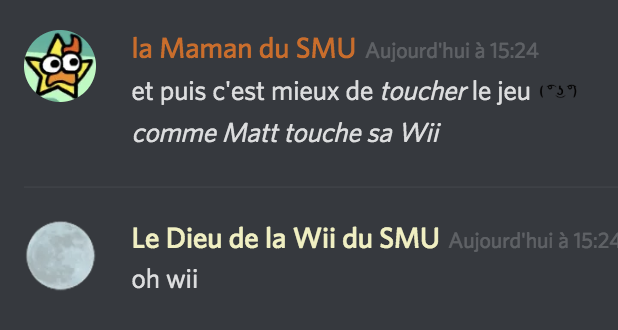 la Maman du SMU Aujourd'hui à 15:24
et puis c'est mieux de toucher le jeu ( ͡° ͜ʖ ͡°)
comme Matt touche sa Wii
Le Dieu de la Wii du SMU Aujourd'hui à 15:24
oh wii